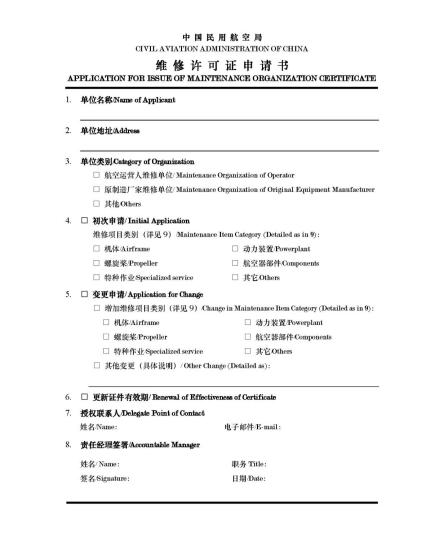 中国民用航空局
CIVIL AVIATION ADMINISTRATION OF CHINA
维修许可证申请书
APPLICATION FOR ISSUE OF MAINTENANCE ORGANIZATION CERTIFICATE
1. 单位名称/Name of Applicant
2. 单位地址/Address
3. 单位类别/Category of Organization
□ 航空运营人维修单位/ Maintenance Organization of Operator
□ 原制造厂家维修单位/ Maintenance Organization of Original Equipment Manufacturer
□ 其他/Others
4. □ 初次申请/ Initial Application
维修项目类别（详见 9）/Maintenance Item Category (Detailed as in 9):
□ 机体/Airframe □ 动力装置/Powerplant
□ 螺旋桨/Propeller □ 航空器部件/Components
□ 特种作业/Specialized service □ 其它/Others
5. □ 变更申请/ Application for Change
□ 增加维修项目类别（详见 9）/Change in Maintenance Item Category (Detailed as in 9):
□ 机体/Airframe □ 动力装置/Powerplant
□ 螺旋桨/Propeller □ 航空器部件/Components
□ 特种作业/Specialized service □ 其它/Others
□ 其他变更（具体说明）/ Other Change (Detailed as):
6. □ 更新证件有效期/ Renewal of Effectiveness of Certificate
7. 授权联系人/Delegate Point of Contact
姓名/Name: 电子邮件/E-mail:
8. 责任经理签署/Accountable Manager
姓名/Name: 职务 Title:
签名/Signature: 日期/Date: